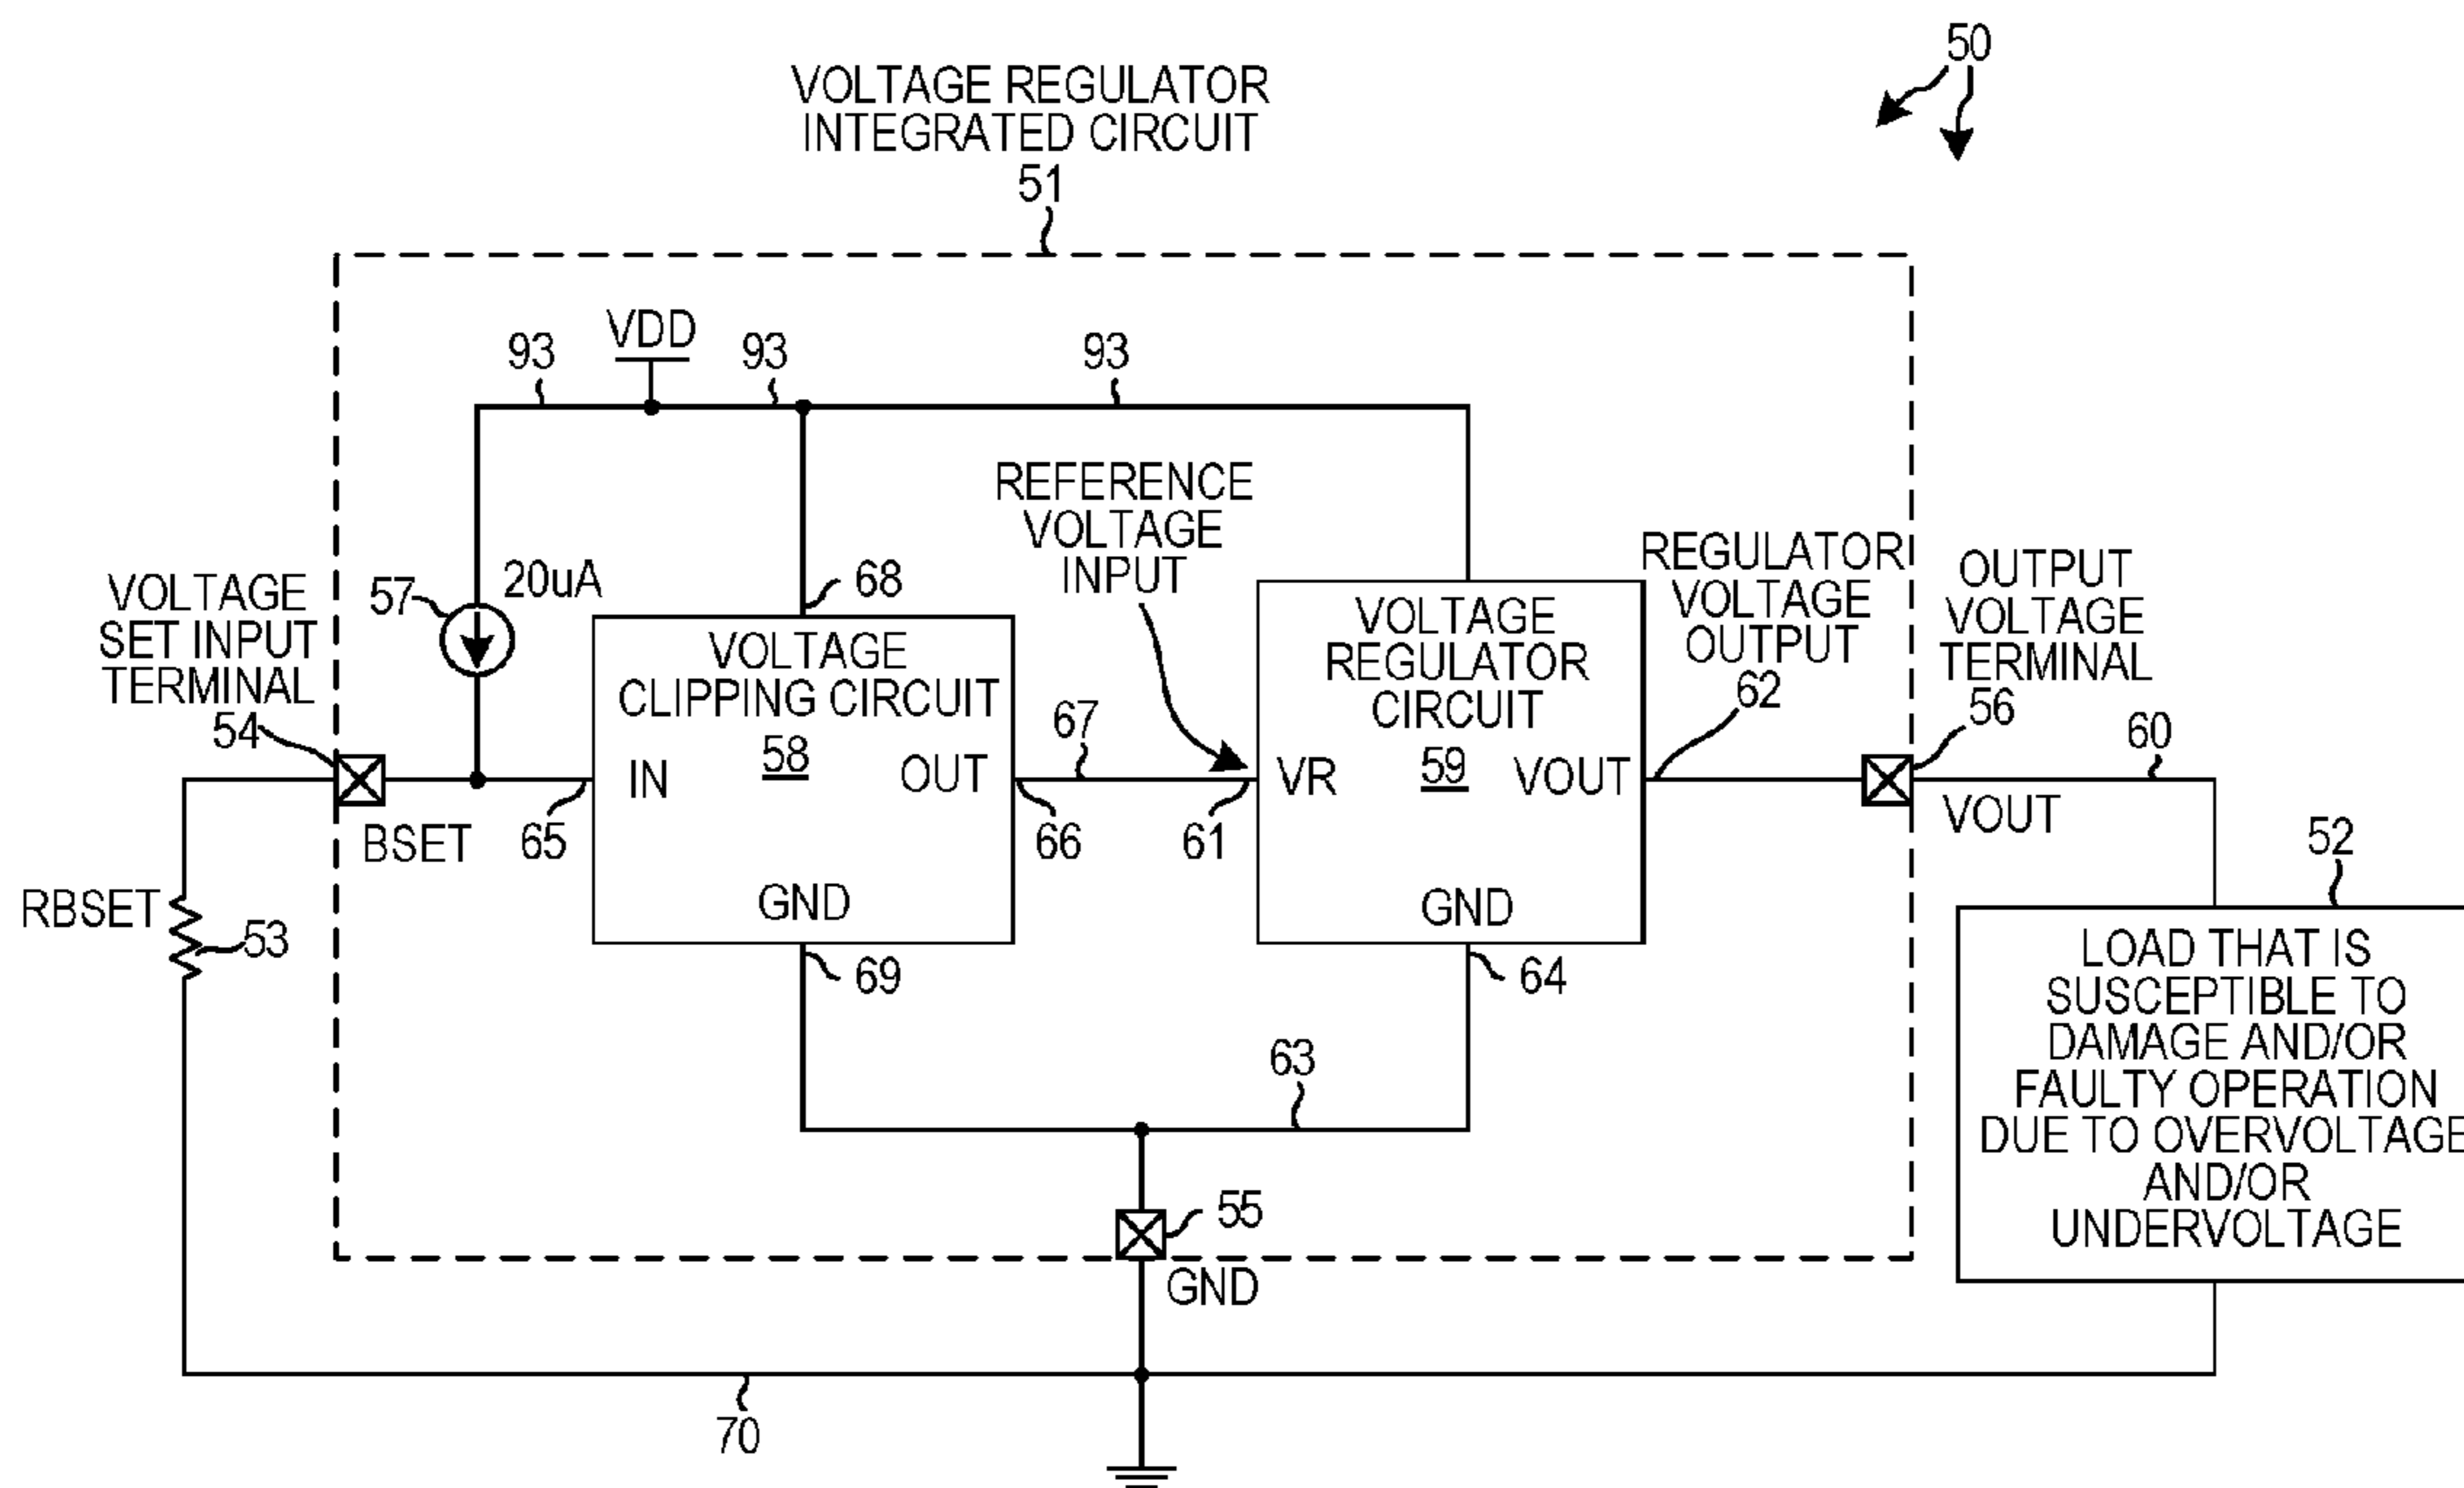 50
VOLTAGE REGULATOR
INTEGRATED CIRCUIT
51
VDD
93
93
93
REFERENCE
VOLTAGE
INPUT
REGULATOR
VOLTAGE
OUTPUT
62
OUTPUT
VOLTAGE
TERMINAL
56
60
VOLTAGE
SET INPUT
TERMINAL
54
57
20uA
68
VOLTAGE
CLIPPING CIRCUIT
58
IN
OUT
67
VOLTAGE
REGULATOR
CIRCUIT
59
VR
VOUT
VOUT
BSET
65
66
61
52
GND
GND
RBSET
53
69
64
LOAD THAT IS
SUSCEPTIBLE TO
DAMAGE AND/OR
FAULTY OPERATION
DUE TO OVERVOLTAGE
AND/OR
UNDERVOLTAGE
63
55
GND
70